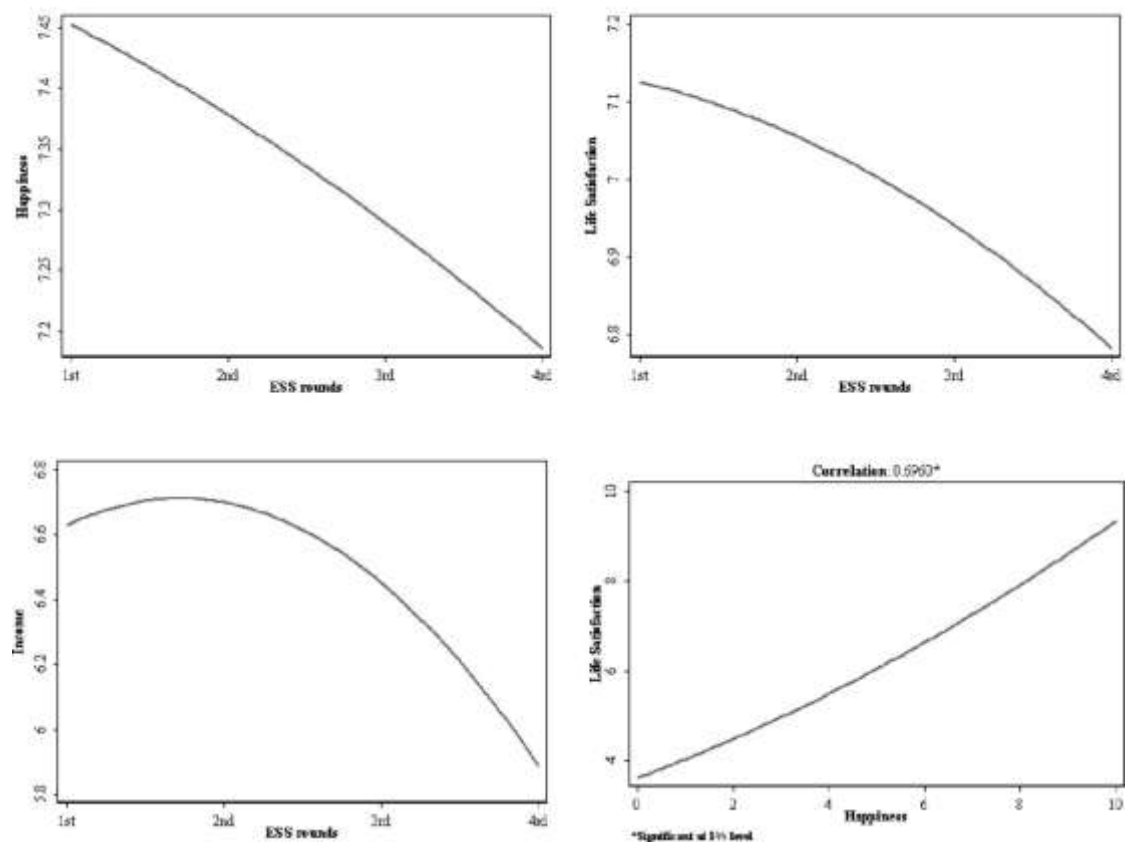 7.45
7.4
7.35
7.3
7.25
7.2
Happiness
1st 2nd 3rd 4rd
ESS rounds
7.2
7.1
7
6.9
6.8
Life Satisfaction
1st 2nd 3rd 4rd
ESS rounds
6.8
6.6
6.4
6.2
6
5.8
Income
1st 2nd 3rd 4rd
ESS rounds
Correlation: 0.6960*
10
8
6
4
Life Satisfaction
0 2 4 6 8 10
Happiness
*Significant at level